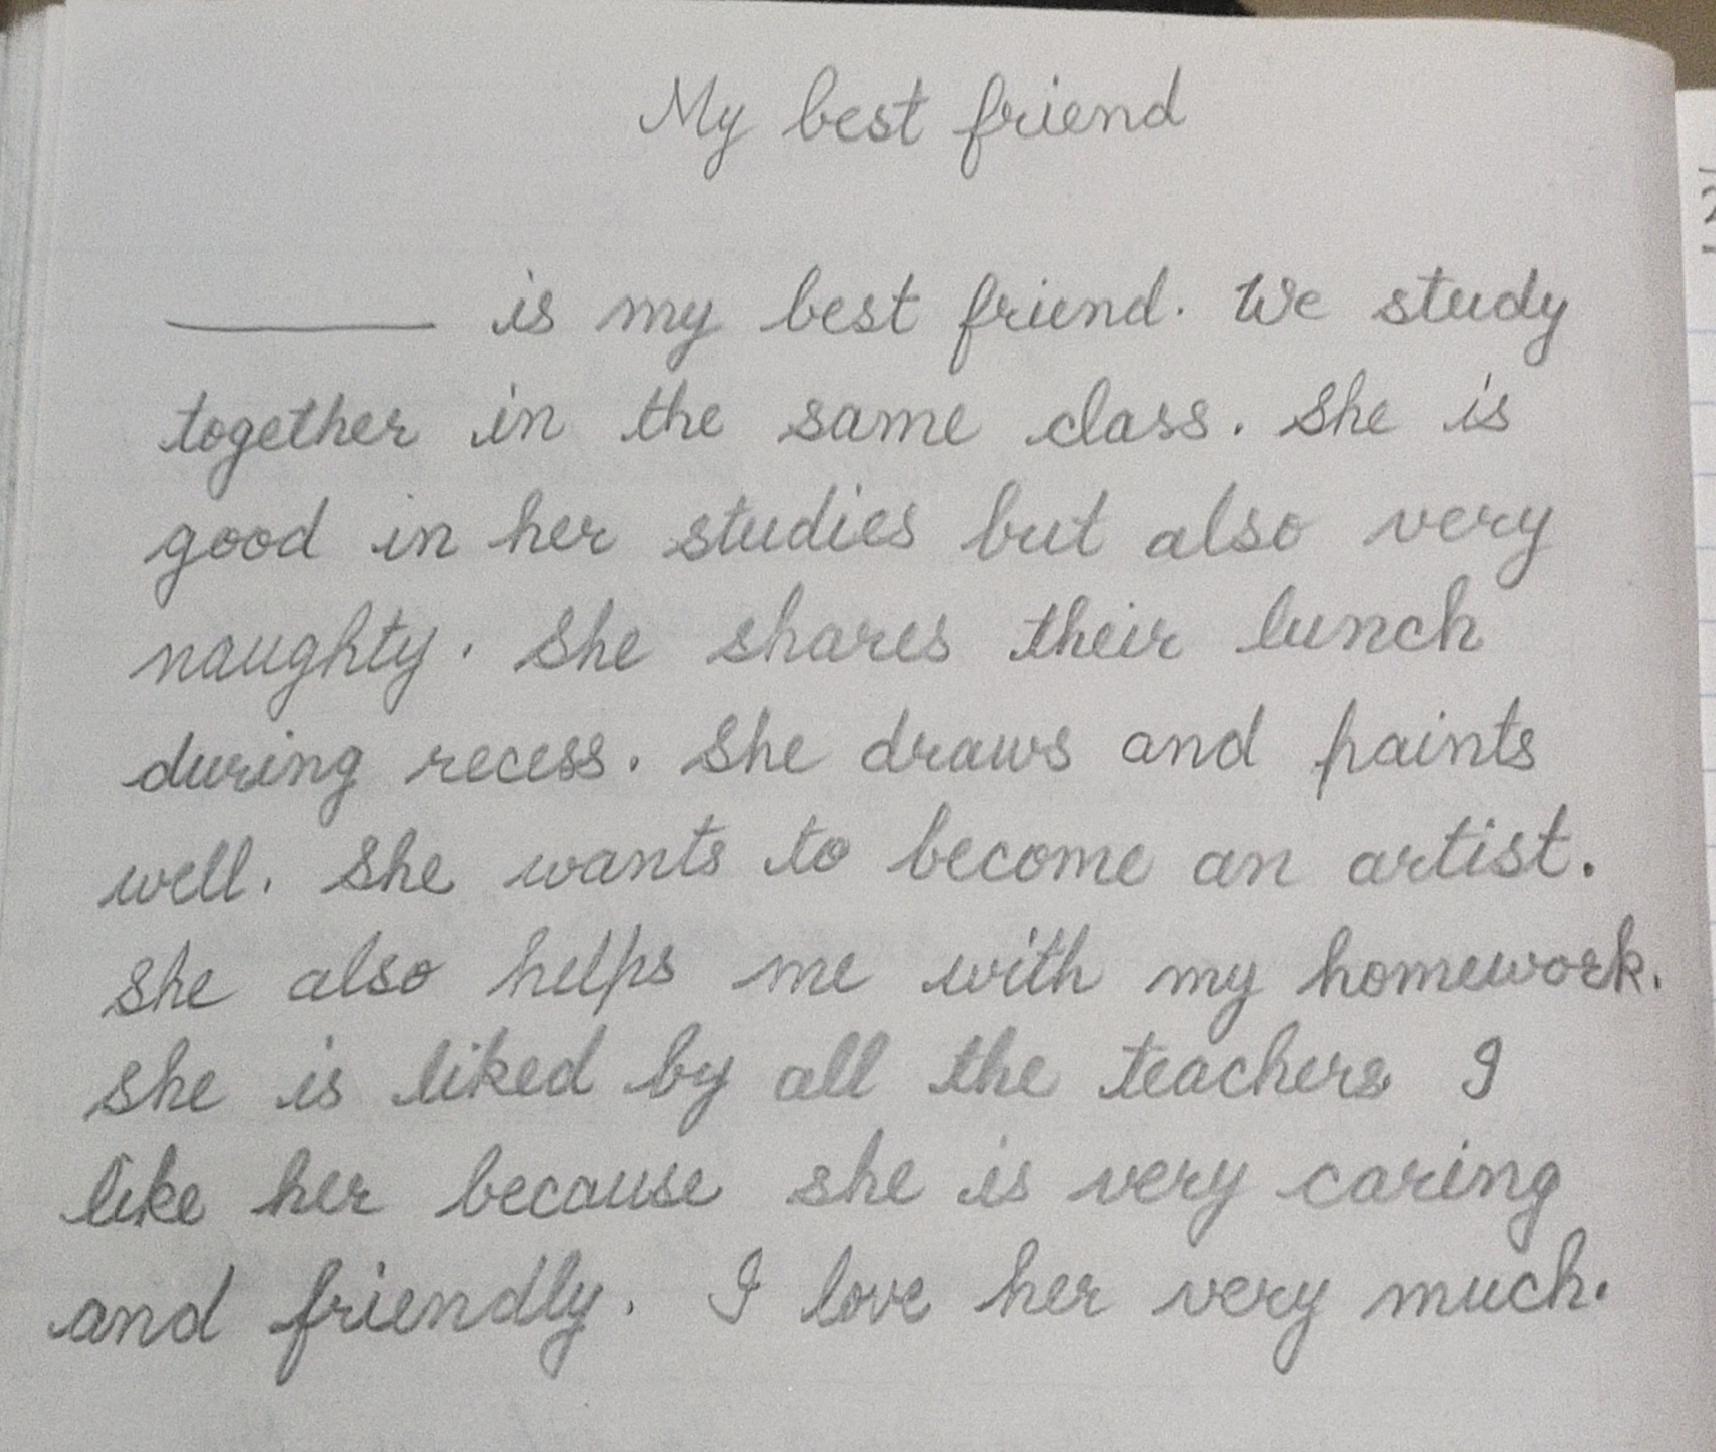 My best friend
______ is my best friend. We study
together in the same class. She is
good in her studies but also very
naughty. She shares their lunch
during recess. She draws and paints
well. She wants to become an artist.
She also helps me with my homework.
She is liked by all the teachers I
like her because she is very caring
and friendly. I love her very much.